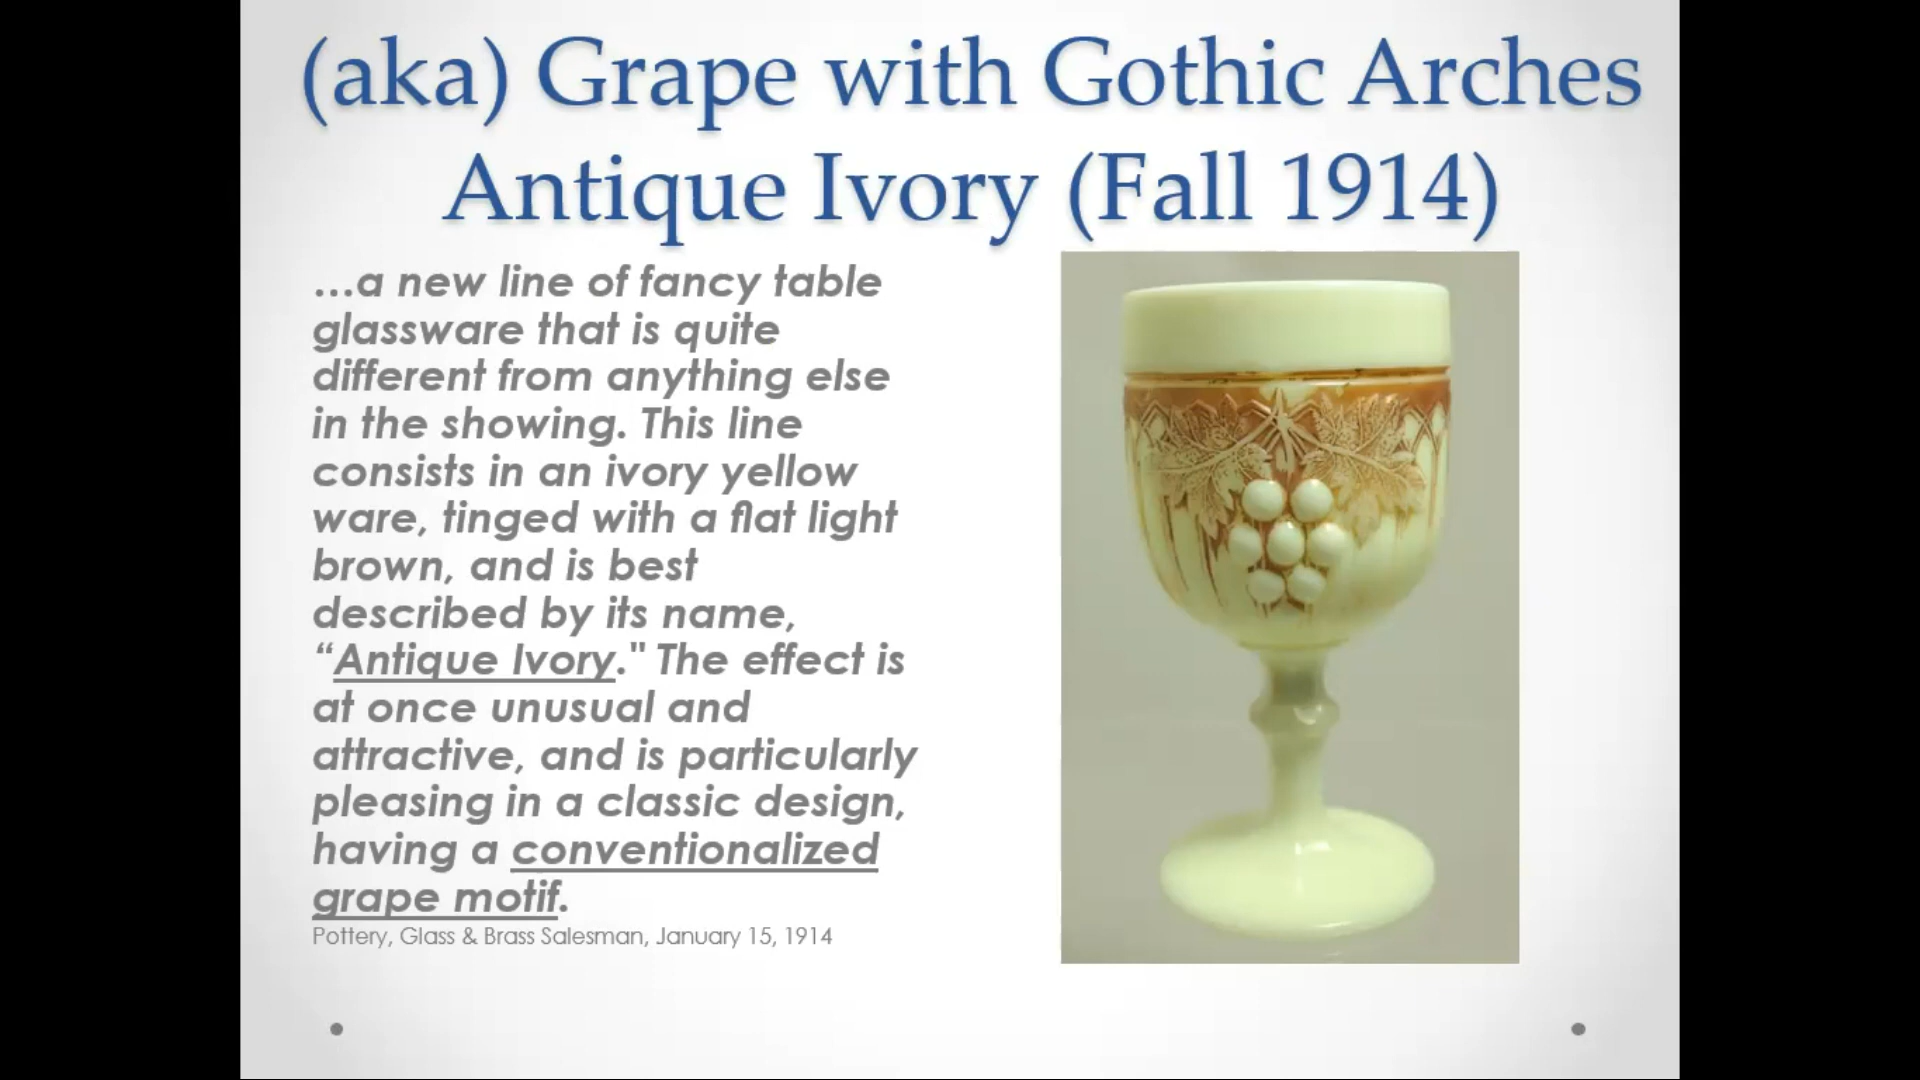 (aka) Grape with Gothic Arches
Antique Ivory (Fall 1914)
…a new line of fancy table
glassware that is quite
different from anything else
in the showing. This line
consists in an ivory yellow
ware, tinged with a flat light
brown, and is best
described by its name,
“Antique Ivory." The effect is
at once unusual and
attractive, and is particularly
pleasing in a classic design,
having a conventionalized
grape motif.
Pottery, Glass & Brass Salesman, January 15, 1914